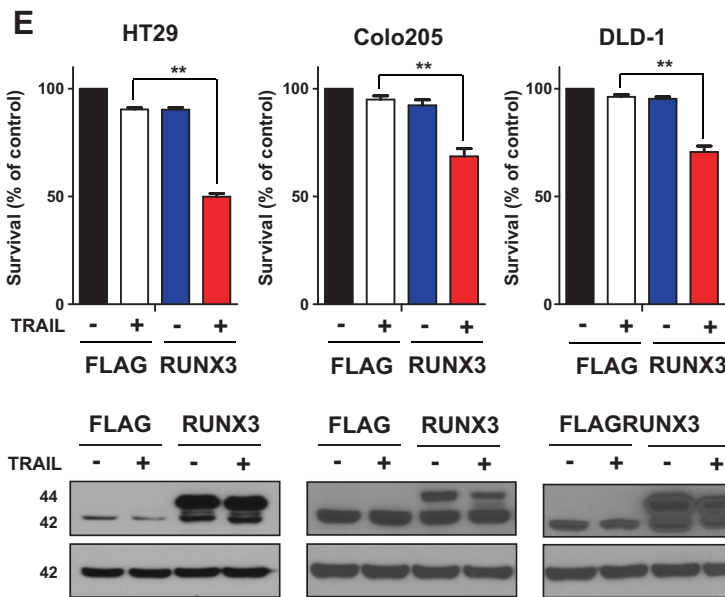 E
HT29 Colo205 DLD-1
Survival (% of control) 100 50 0 ** Survival (% of control) 100 50 0 ** Survival (% of control) 100 50 0 **
TRAIL - + - + - + - + - + - +
FLAG RUNX3 FLAG RUNX3 FLAG RUNX3
FLAG RUNX3 FLAG RUNX3 FLAGRUNX3
TRAIL - + - + - + - + - + - +
44
42
42